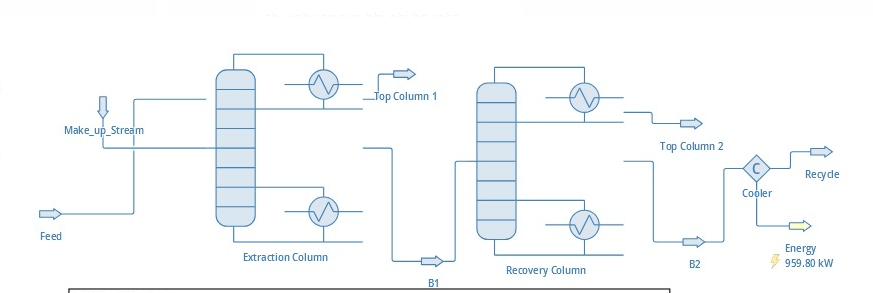 Top Column 1
Make_up_Stream
Top Column 2
C
Cooler
Recycle
Feed
Extraction Column
Recovery Column
B1
B2
Energy
959.80 kW